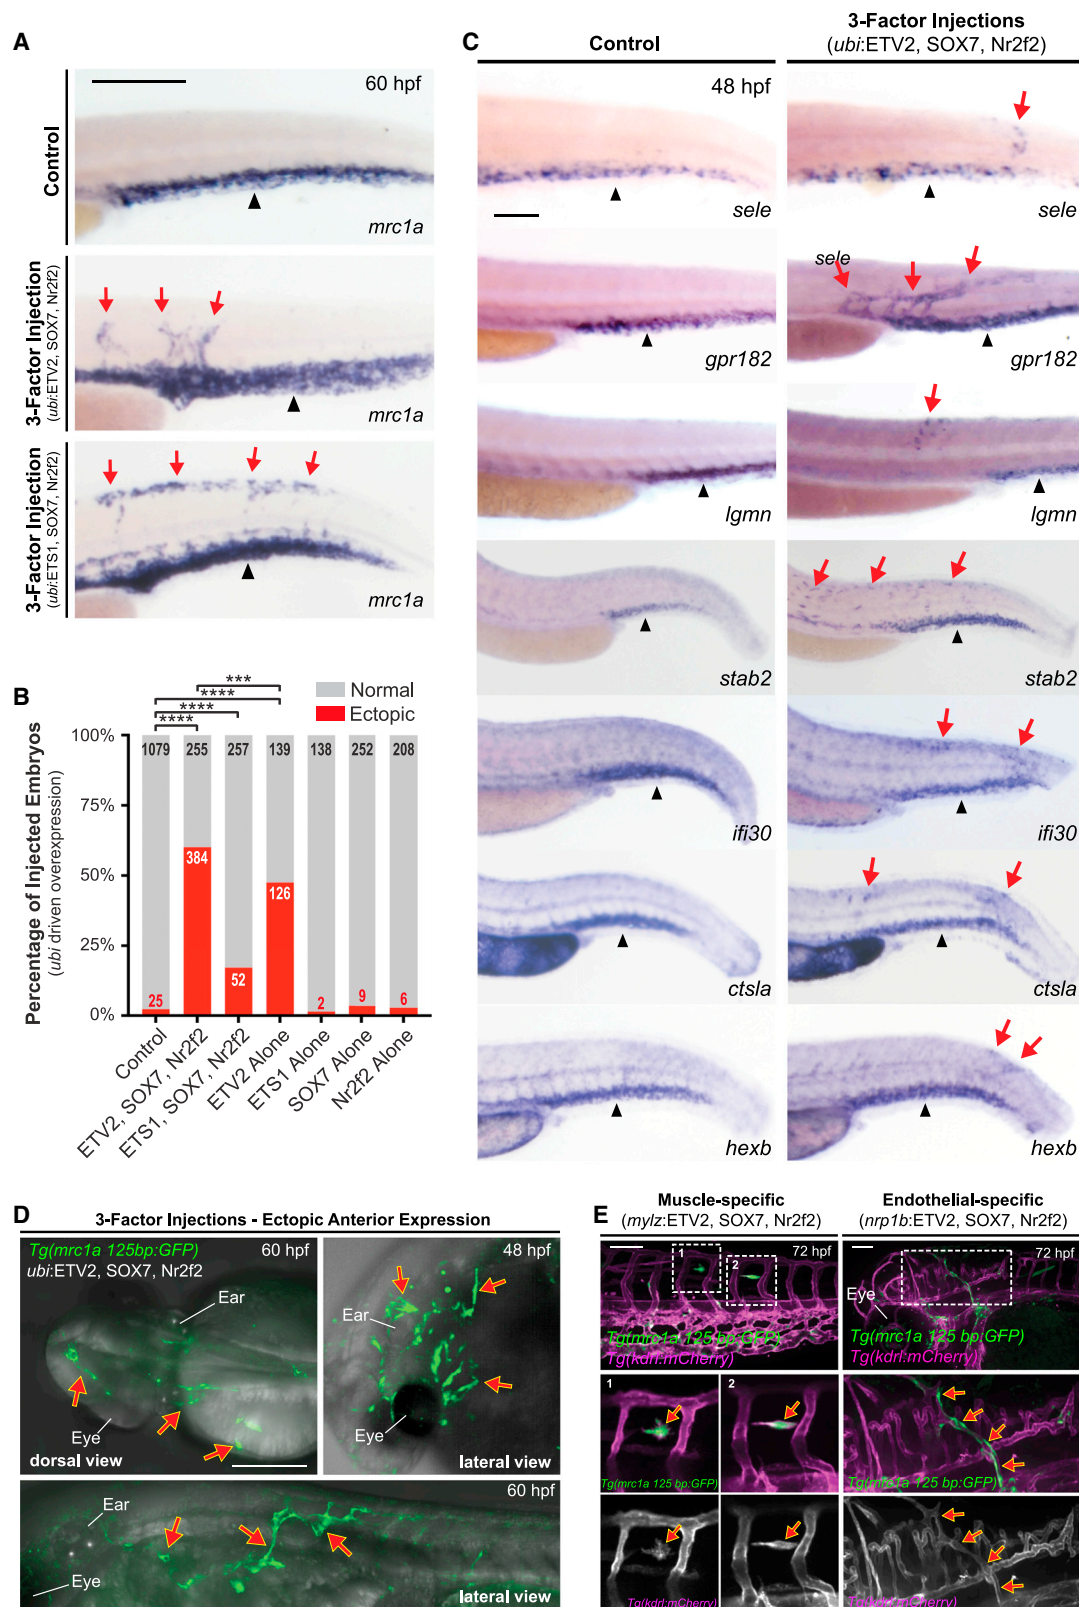 A
60 hpf
Control
mrc1a
3-Factor Injection
(ubi:ETV2, SOX7, Nr2f2)
mrc1a
3-Factor Injection
(ubi:ETS1, SOX7, Nr2f2)
mrc1a
B
***
****
****
****
Normal
Ectopic
Percentage of Injected Embryos
(ubi driven overexpression)
100%
75%
50%
25%
0%
1079 255 257 139 138 252 208
25 384 52 126 2 9 6
Control
ETV2, SOX7, Nr2f2
ETS1, SOX7, Nr2f2
ETV2 Alone
ETS1 Alone
SOX7 Alone
Nr2f2 Alone
C
Control
3-Factor Injections
(ubi:ETV2, SOX7, Nr2f2)
48 hpf
sele
sele
sele
gpr182
gpr182
lgmn
lgmn
stab2
stab2
ifi30
ifi30
ctsla
ctsla
hexb
hexb
D
3-Factor Injections - Ectopic Anterior Expression
Tg(mrc1a 125bp:GFP)
ubi:ETV2, SOX7, Nr2f2
60 hpf
Ear
Eye
dorsal view
48 hpf
Ear
Eye
lateral view
60 hpf
Ear
Eye
lateral view
E
Muscle-specific
(mylz:ETV2, SOX7, Nr2f2)
Endothelial-specific
(nrp1b:ETV2, SOX7, Nr2f2)
72 hpf
1
2
Tg(mrc1a 125 bp:GFP)
Tg(kdrl:mCherry)
72 hpf
Eye
Tg(mrc1a 125 bp:GFP)
Tg(kdrl:mCherry)
1
Tg(mrc1a 125 bp:GFP)
2
Tg(mrc1a 125 bp:GFP)
Tg(kdrl:mCherry)
Tg(kdrl:mCherry)